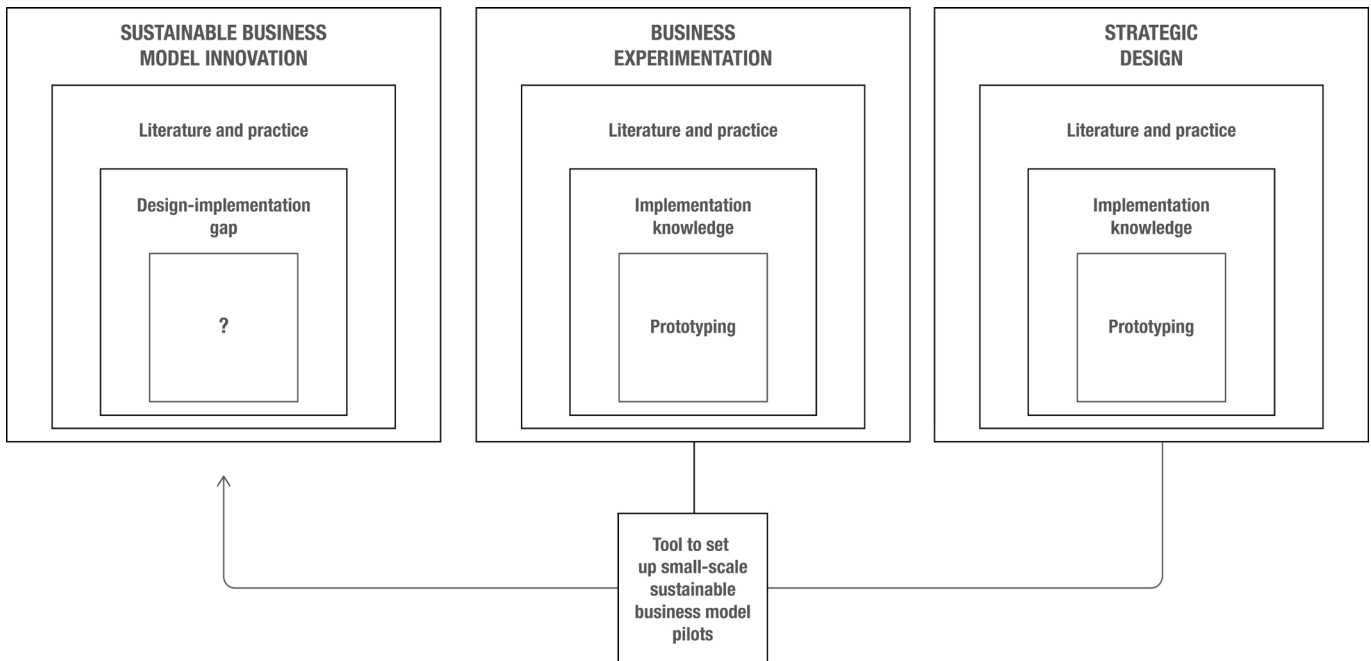 SUSTAINABLE BUSINESS
MODEL INNOVATION
Literature and practice
Design-implementation
gap
?
BUSINESS
EXPERIMENTATION
Literature and practice
Implementation
knowledge
Prototyping
STRATEGIC
DESIGN
Literature and practice
Implementation
knowledge
Prototyping
Tool to set
up small-scale
sustainable
business model
pilots